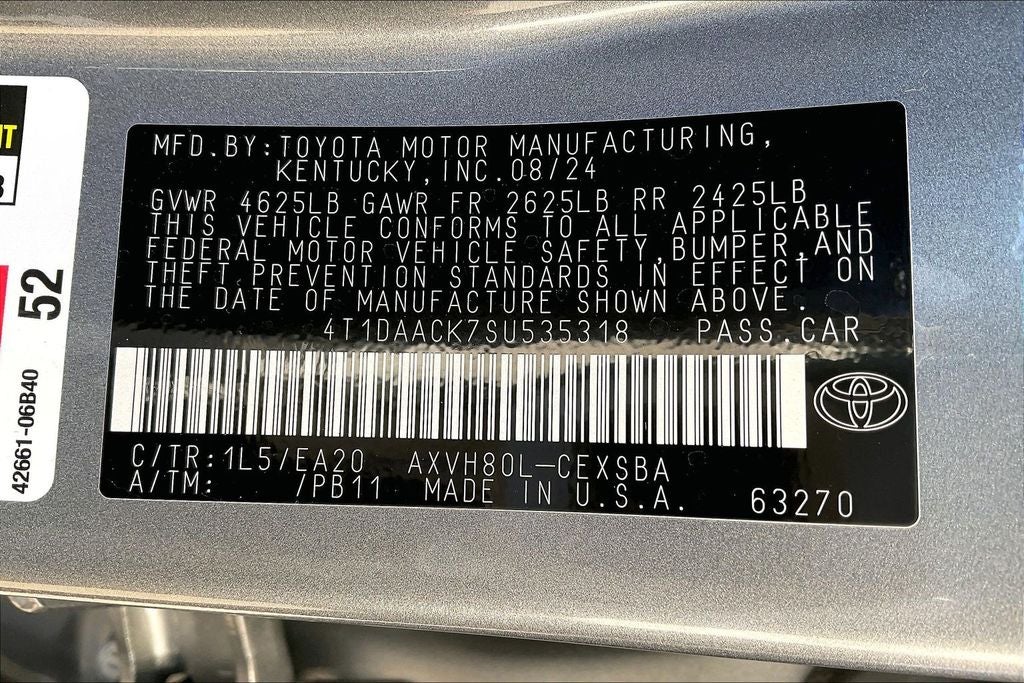 MFD.BY:TOYOTA MOTOR MANUFACTURING,
KENTUCKY,INC.08/24
GVWR 4625LB GAWR FR 2625LB RR 2425LB
THIS VEHICLE CONFORMS TO ALL APPLICABLE
FEDERAL MOTOR VEHICLE SAFETY,BUMPER,AND
THEFT PREVENTION STANDARDS IN EFFECT ON
THE DATE OF MANUFACTURE SHOWN ABOVE.
4T1DAACK7SU535318 PASS.CAR
C/TR:1L5/EA20 AXVH80L-CEXSBA
A/TM: /PB11 MADE IN U.S.A. 63270
52
42661-06B40